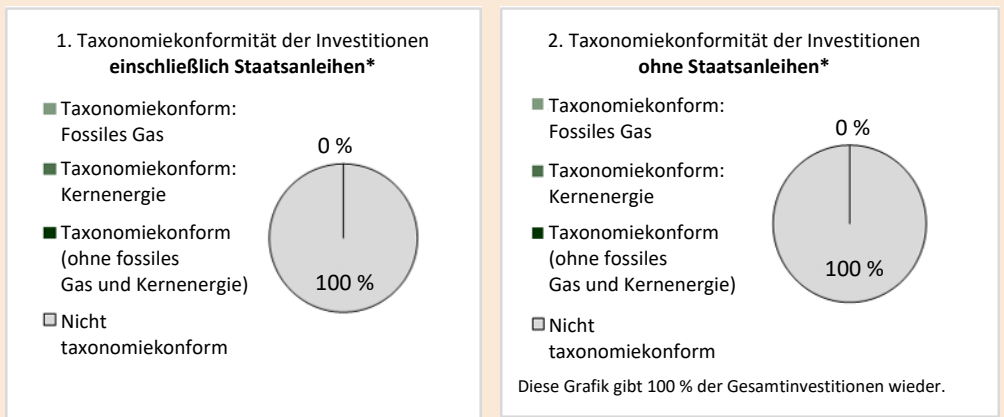 1. Taxonomiekonformität der Investitionen
einschließlich Staatsanleihen*
Taxonomiekonform:
Fossiles Gas
Taxonomiekonform:
Kernenergie
Taxonomiekonform
(ohne fossiles
Gas und Kernenergie)
Nicht
taxonomiekonform
0 %
100 %
2. Taxonomiekonformität der Investitionen
ohne Staatsanleihen*
Taxonomiekonform:
Fossiles Gas
Taxonomiekonform:
Kernenergie
Taxonomiekonform
(ohne fossiles
Gas und Kernenergie)
Nicht
taxonomiekonform
0 %
100 %
Diese Grafik gibt 100 % der Gesamtinvestitionen wieder.